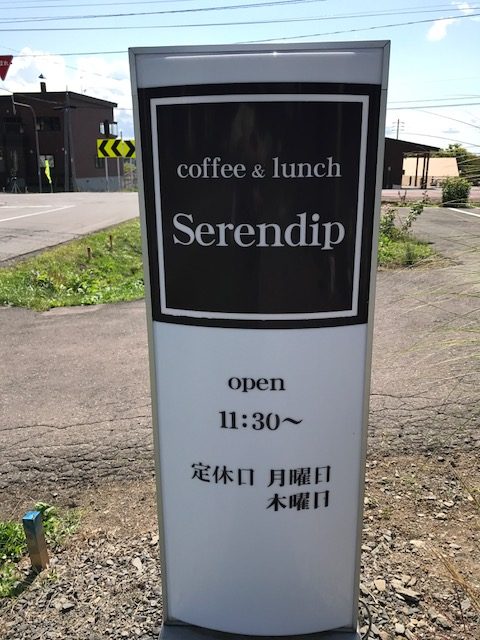 coffee & lunch
Serendip
open
11:30〜
定休日 月曜日
木曜日